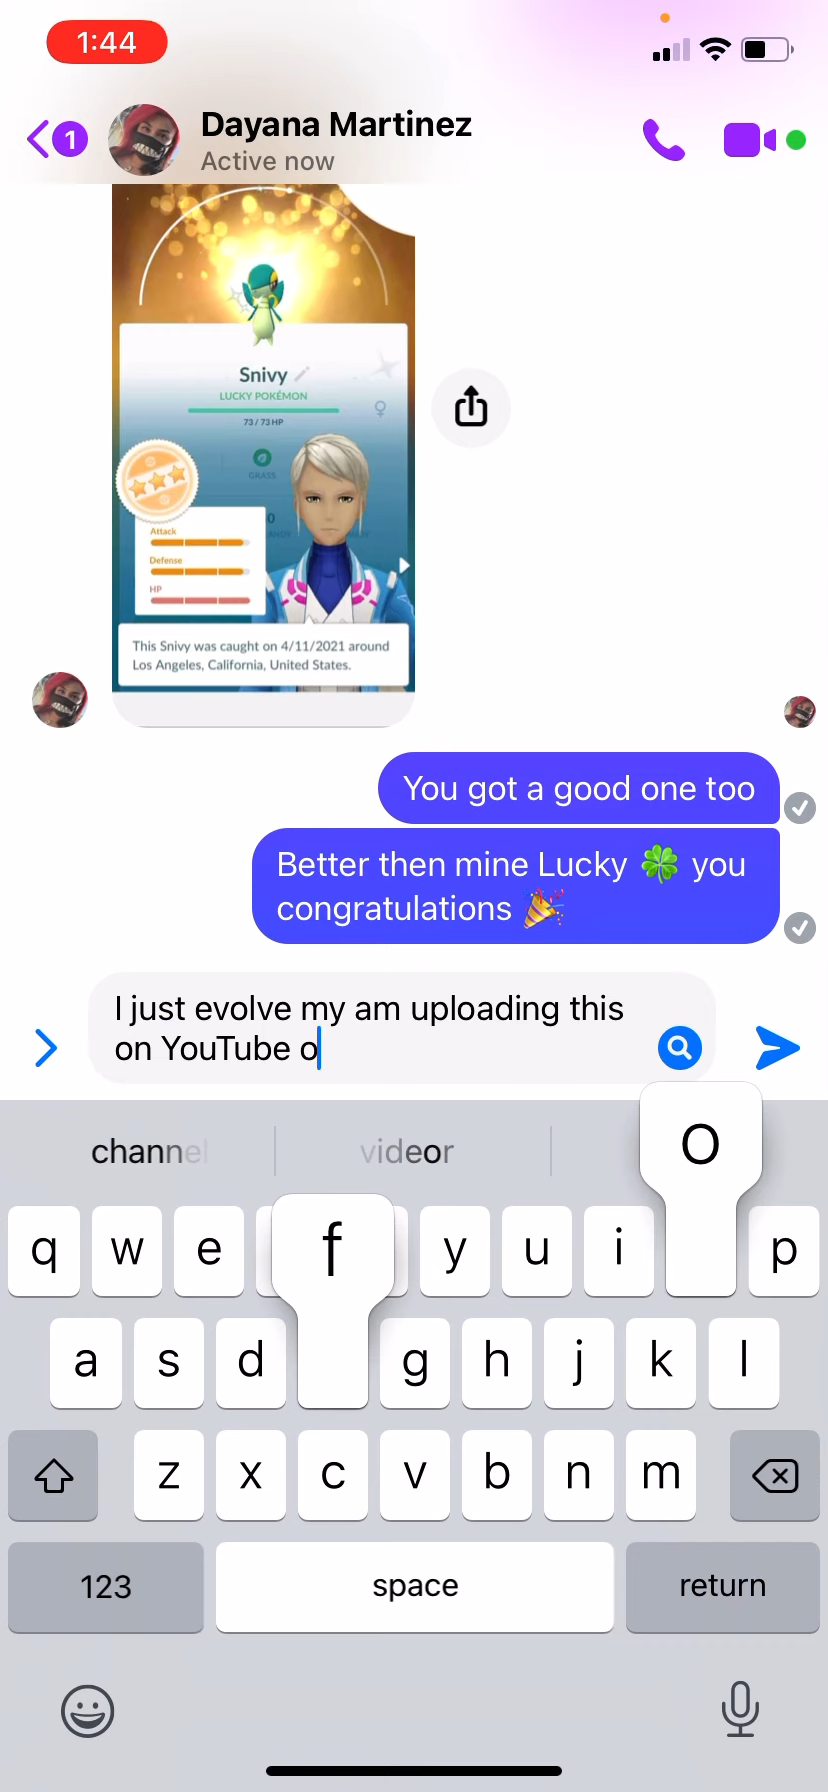 1:44
1
Dayana Martinez
Active now
Snivy
LUCKY POKÉMON
73 / 73 HP
GRASS
Attack
Defense
HP
This Snivy was caught on 4/11/2021 around
Los Angeles, California, United States.
You got a good one too
Better then mine Lucky 🍀 you
congratulations 🎉
I just evolve my am uploading this
on YouTube o
channel
videor
O
q w e f y u i p
a s d g h j k l
z x c v b n m
123 space return